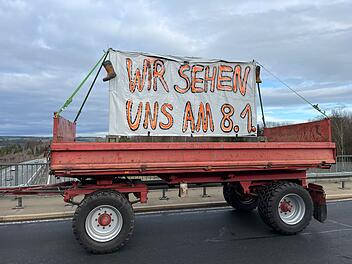 WIR SEHEN
UNS AM 8.1.